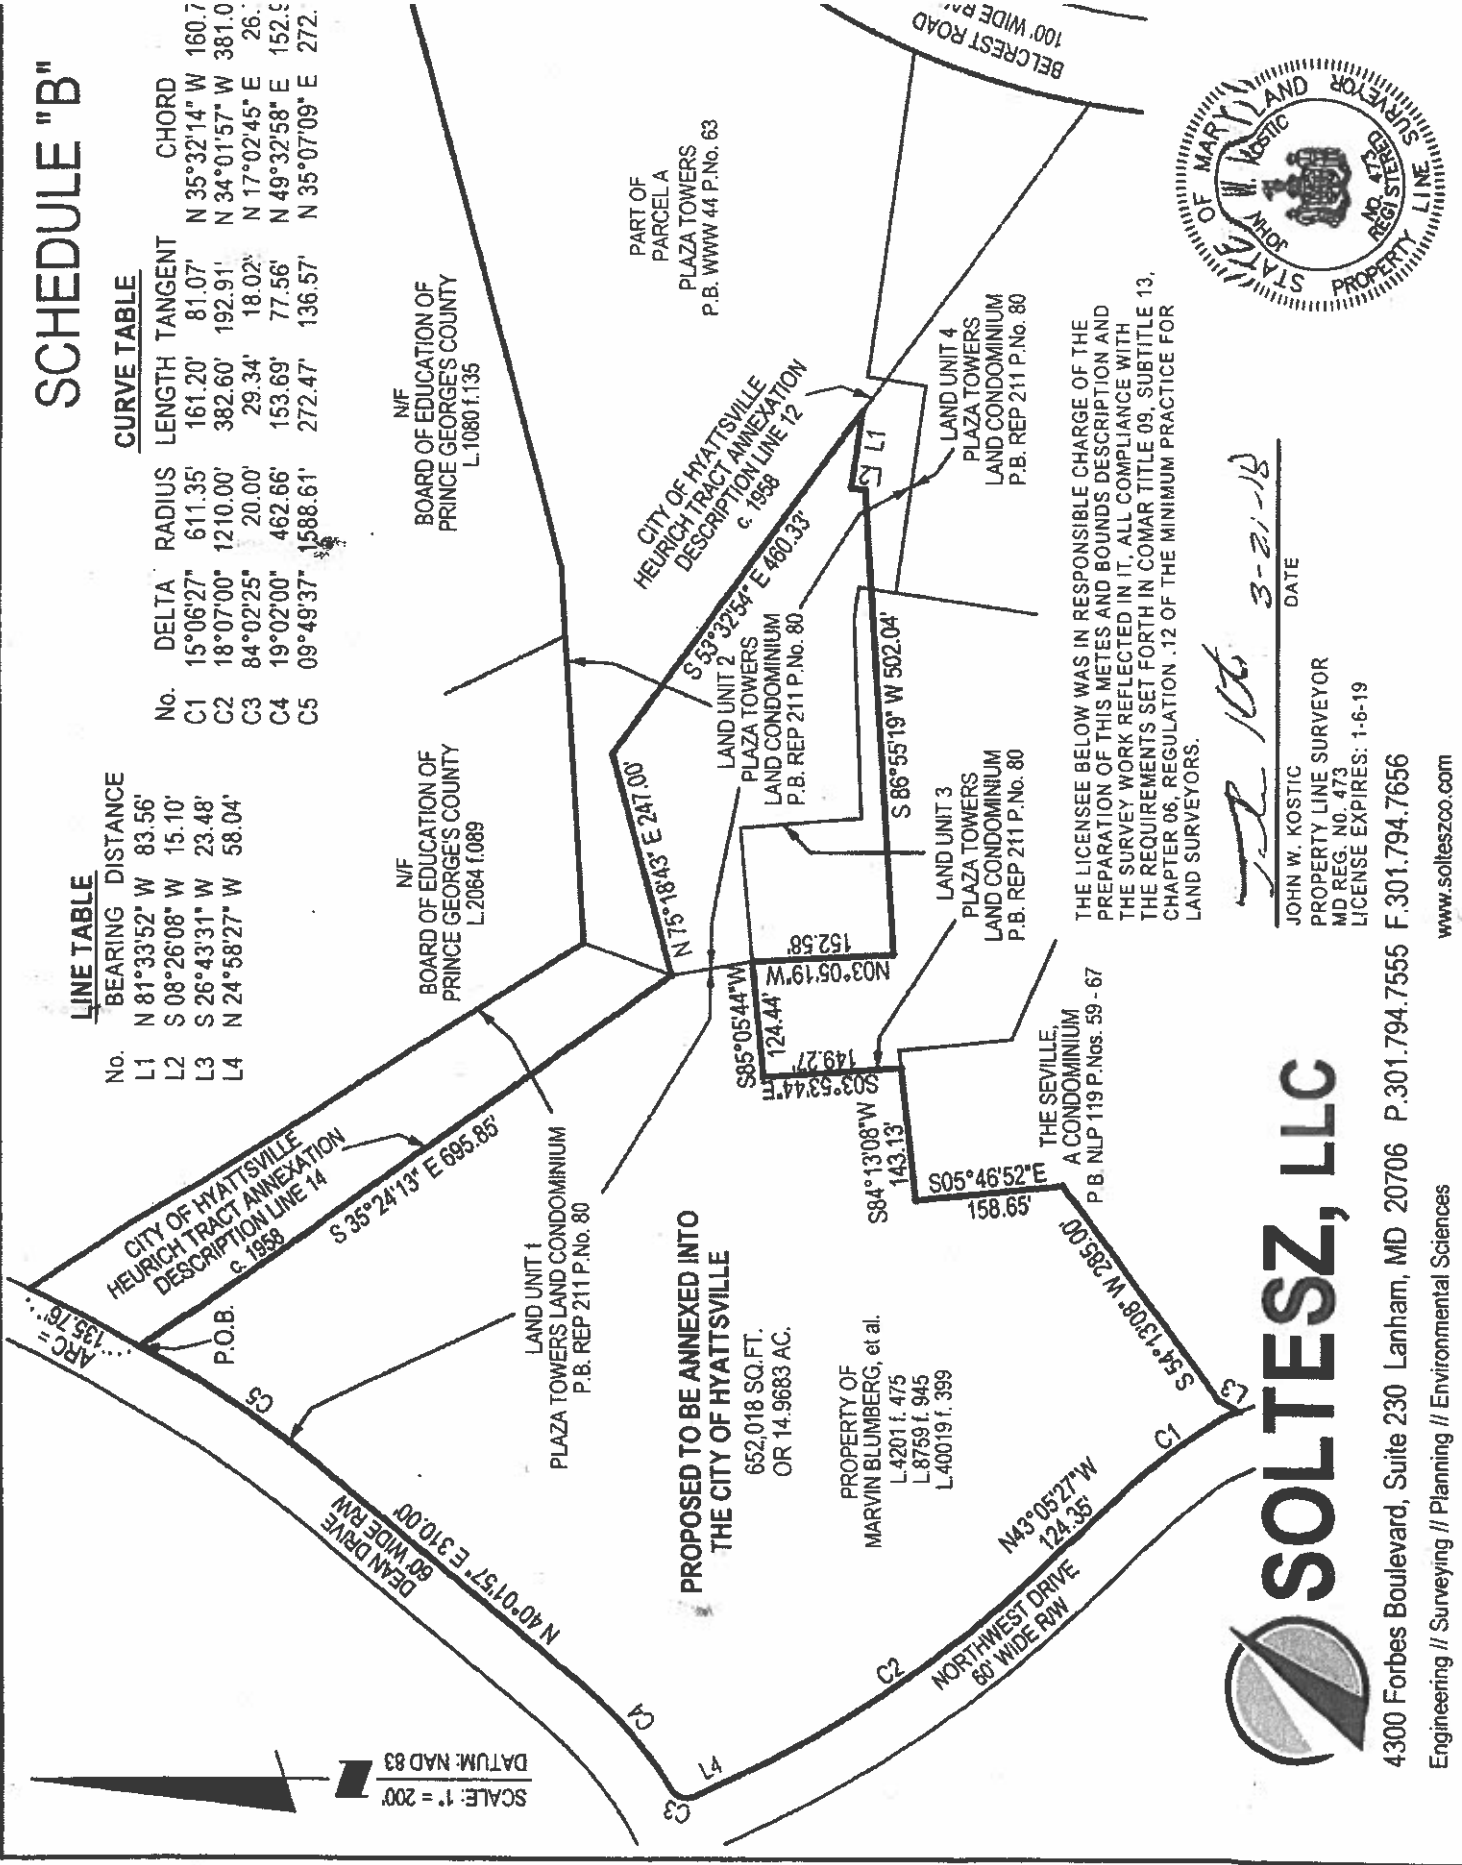 SCHEDULE "B"
LINE TABLE
No. BEARING DISTANCE
L1 N 81°33'52" W 83.56'
L2 S 08°26'08" W 15.10'
L3 S 26°43'31" W 23.48'
L4 N 24°58'27" W 58.04'
CURVE TABLE
No. DELTA RADIUS LENGTH TANGENT CHORD
C1 15°06'27" 611.35' 161.20' 81.07' N 35°32'14" W 160.7
C2 18°07'00" 1210.00' 382.60' 192.91' N 34°01'57" W 381.0
C3 84°02'25" 20.00' 29.34' 18.02' N 17°02'45" E 26.
C4 19°02'00" 462.66' 153.69' 77.56' N 49°32'58" E 152.
C5 09°49'37" 1588.61' 272.47' 136.57' N 35°07'09" E 272.
SCALE: 1" = 200'
DATUM: NAD 83
ARC =
135.76'
P.O.B.
CITY OF HYATTSVILLE
HEURICH TRACT ANNEXATION
DESCRIPTION LINE 14
c. 1958
S 35°24'13" E 695.85'
N/F
BOARD OF EDUCATION OF
PRINCE GEORGE'S COUNTY
L.2064 f.089
N/F
BOARD OF EDUCATION OF
PRINCE GEORGE'S COUNTY
L.1080 f.135
C5
DEAN DRIVE
60' WIDE R/W
N 40°01'57" E 310.00'
C4
C3
L4
LAND UNIT 1
PLAZA TOWERS LAND CONDOMINIUM
P.B. REP 211 P.No. 80
N 75°18'43" E 247.00'
CITY OF HYATTSVILLE
HEURICH TRACT ANNEXATION
DESCRIPTION LINE 12
c. 1958
S 53°32'54" E 460.33'
LAND UNIT 2
PLAZA TOWERS
LAND CONDOMINIUM
P.B. REP 211 P.No. 80
PART OF
PARCEL A
PLAZA TOWERS
P.B. WWW 44 P.No. 63
BELCREST ROAD
100' WIDE R/W
PROPOSED TO BE ANNEXED INTO
THE CITY OF HYATTSVILLE
652,018 SQ.FT.
OR 14.9683 AC.
PROPERTY OF
MARVIN BLUMBERG, et al.
L.4201 f. 475
L.8759 f. 945
L.40019 f. 399
S85°05'44"W
124.44'
N03°05'19"W
152.58'
S 86°55'19" W 502.04'
L2 L1
S03°53'44"E
149.27'
S84°13'08"W
143.13'
S05°46'52"E
158.65'
S 54°13'08" W 285.00'
L3
C1
N43°05'27"W
124.35'
C2
NORTHWEST DRIVE
60' WIDE R/W
LAND UNIT 3
PLAZA TOWERS
LAND CONDOMINIUM
P.B. REP 211 P.No. 80
LAND UNIT 4
PLAZA TOWERS
LAND CONDOMINIUM
P.B. REP 211 P.No. 80
THE SEVILLE,
A CONDOMINIUM
P.B. NLP 119 P.Nos. 59 - 67
THE LICENSEE BELOW WAS IN RESPONSIBLE CHARGE OF THE
PREPARATION OF THIS METES AND BOUNDS DESCRIPTION AND
THE SURVEY WORK REFLECTED IN IT, ALL COMPLIANCE WITH
THE REQUIREMENTS SET FORTH IN COMAR TITLE 09, SUBTITLE 13,
CHAPTER 06, REGULATION .12 OF THE MINIMUM PRACTICE FOR
LAND SURVEYORS.
3-21-18
DATE
JOHN W. KOSTIC
PROPERTY LINE SURVEYOR
MD REG. NO. 473
LICENSE EXPIRES: 1-6-19
STATE OF MARYLAND
JOHN W. KOSTIC
NO. 473
REGISTERED
PROPERTY LINE SURVEYOR
SOLTESZ, LLC
4300 Forbes Boulevard, Suite 230 Lanham, MD 20706 P.301.794.7555 F.301.794.7656
Engineering // Surveying // Planning // Environmental Sciences www.solteszco.com